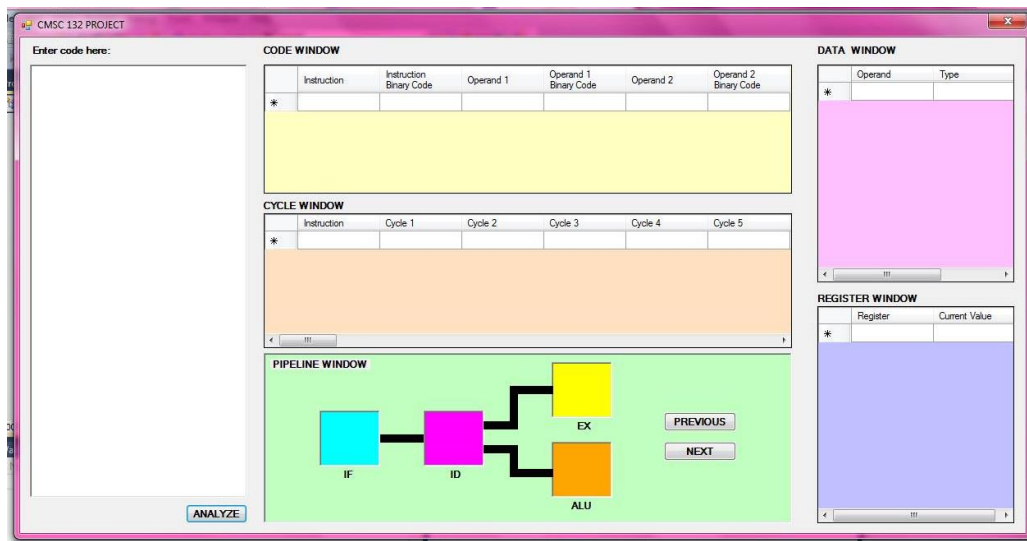 CMSC 132 PROJECT
Enter code here:
ANALYZE
CODE WINDOW
Instruction
Instruction
Binary Code
Operand 1
Operand 1
Binary Code
Operand 2
Operand 2
Binary Code
CYCLE WINDOW
Instruction
Cycle 1
Cycle 2
Cycle 3
Cycle 4
Cycle 5
PIPELINE WINDOW
IF
ID
EX
ALU
PREVIOUS
NEXT
DATA WINDOW
Operand
Type
REGISTER WINDOW
Register
Current Value